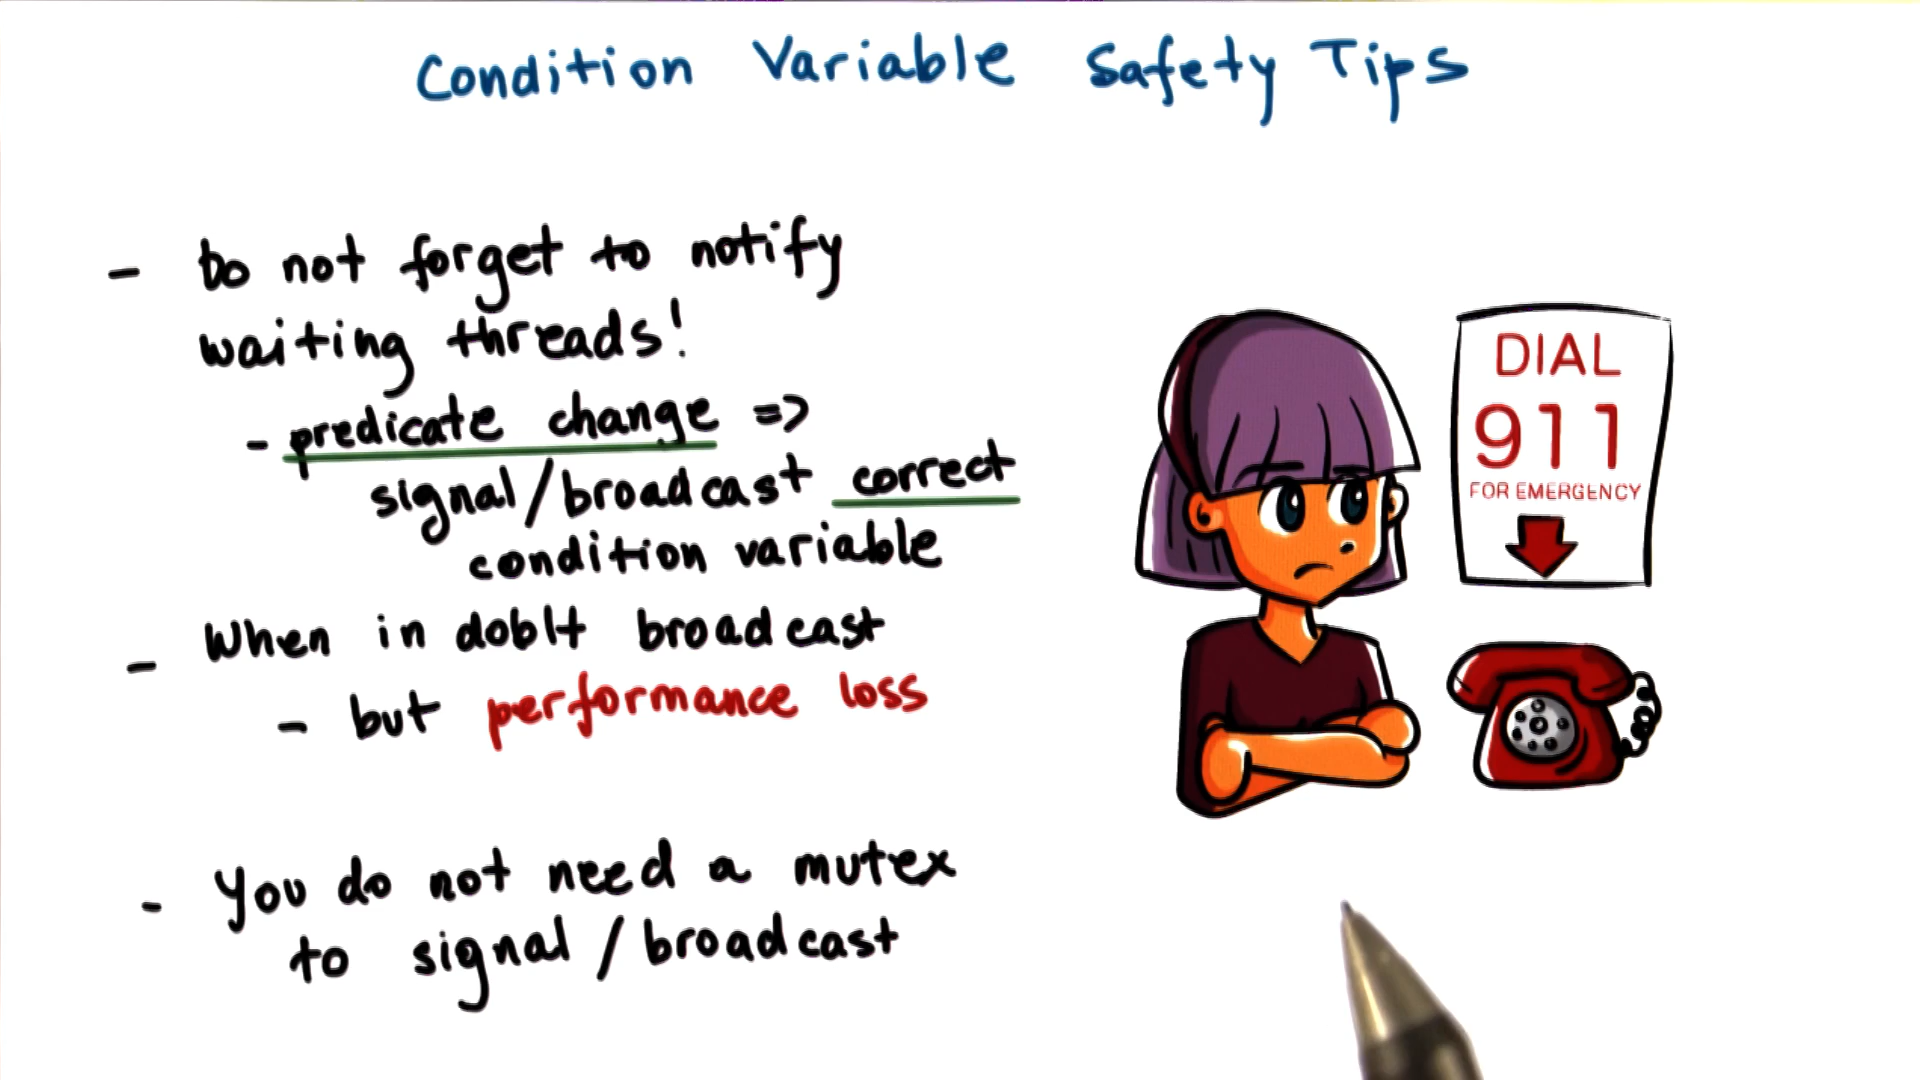 Condition Variable Safety Tips
- Do not forget to notify
waiting threads!
- predicate change =>
signal/broadcast correct
condition variable
- When in doblt broadcast
- but performance loss
- You do not need a mutex
to signal/broadcast
DIAL
911
FOR EMERGENCY